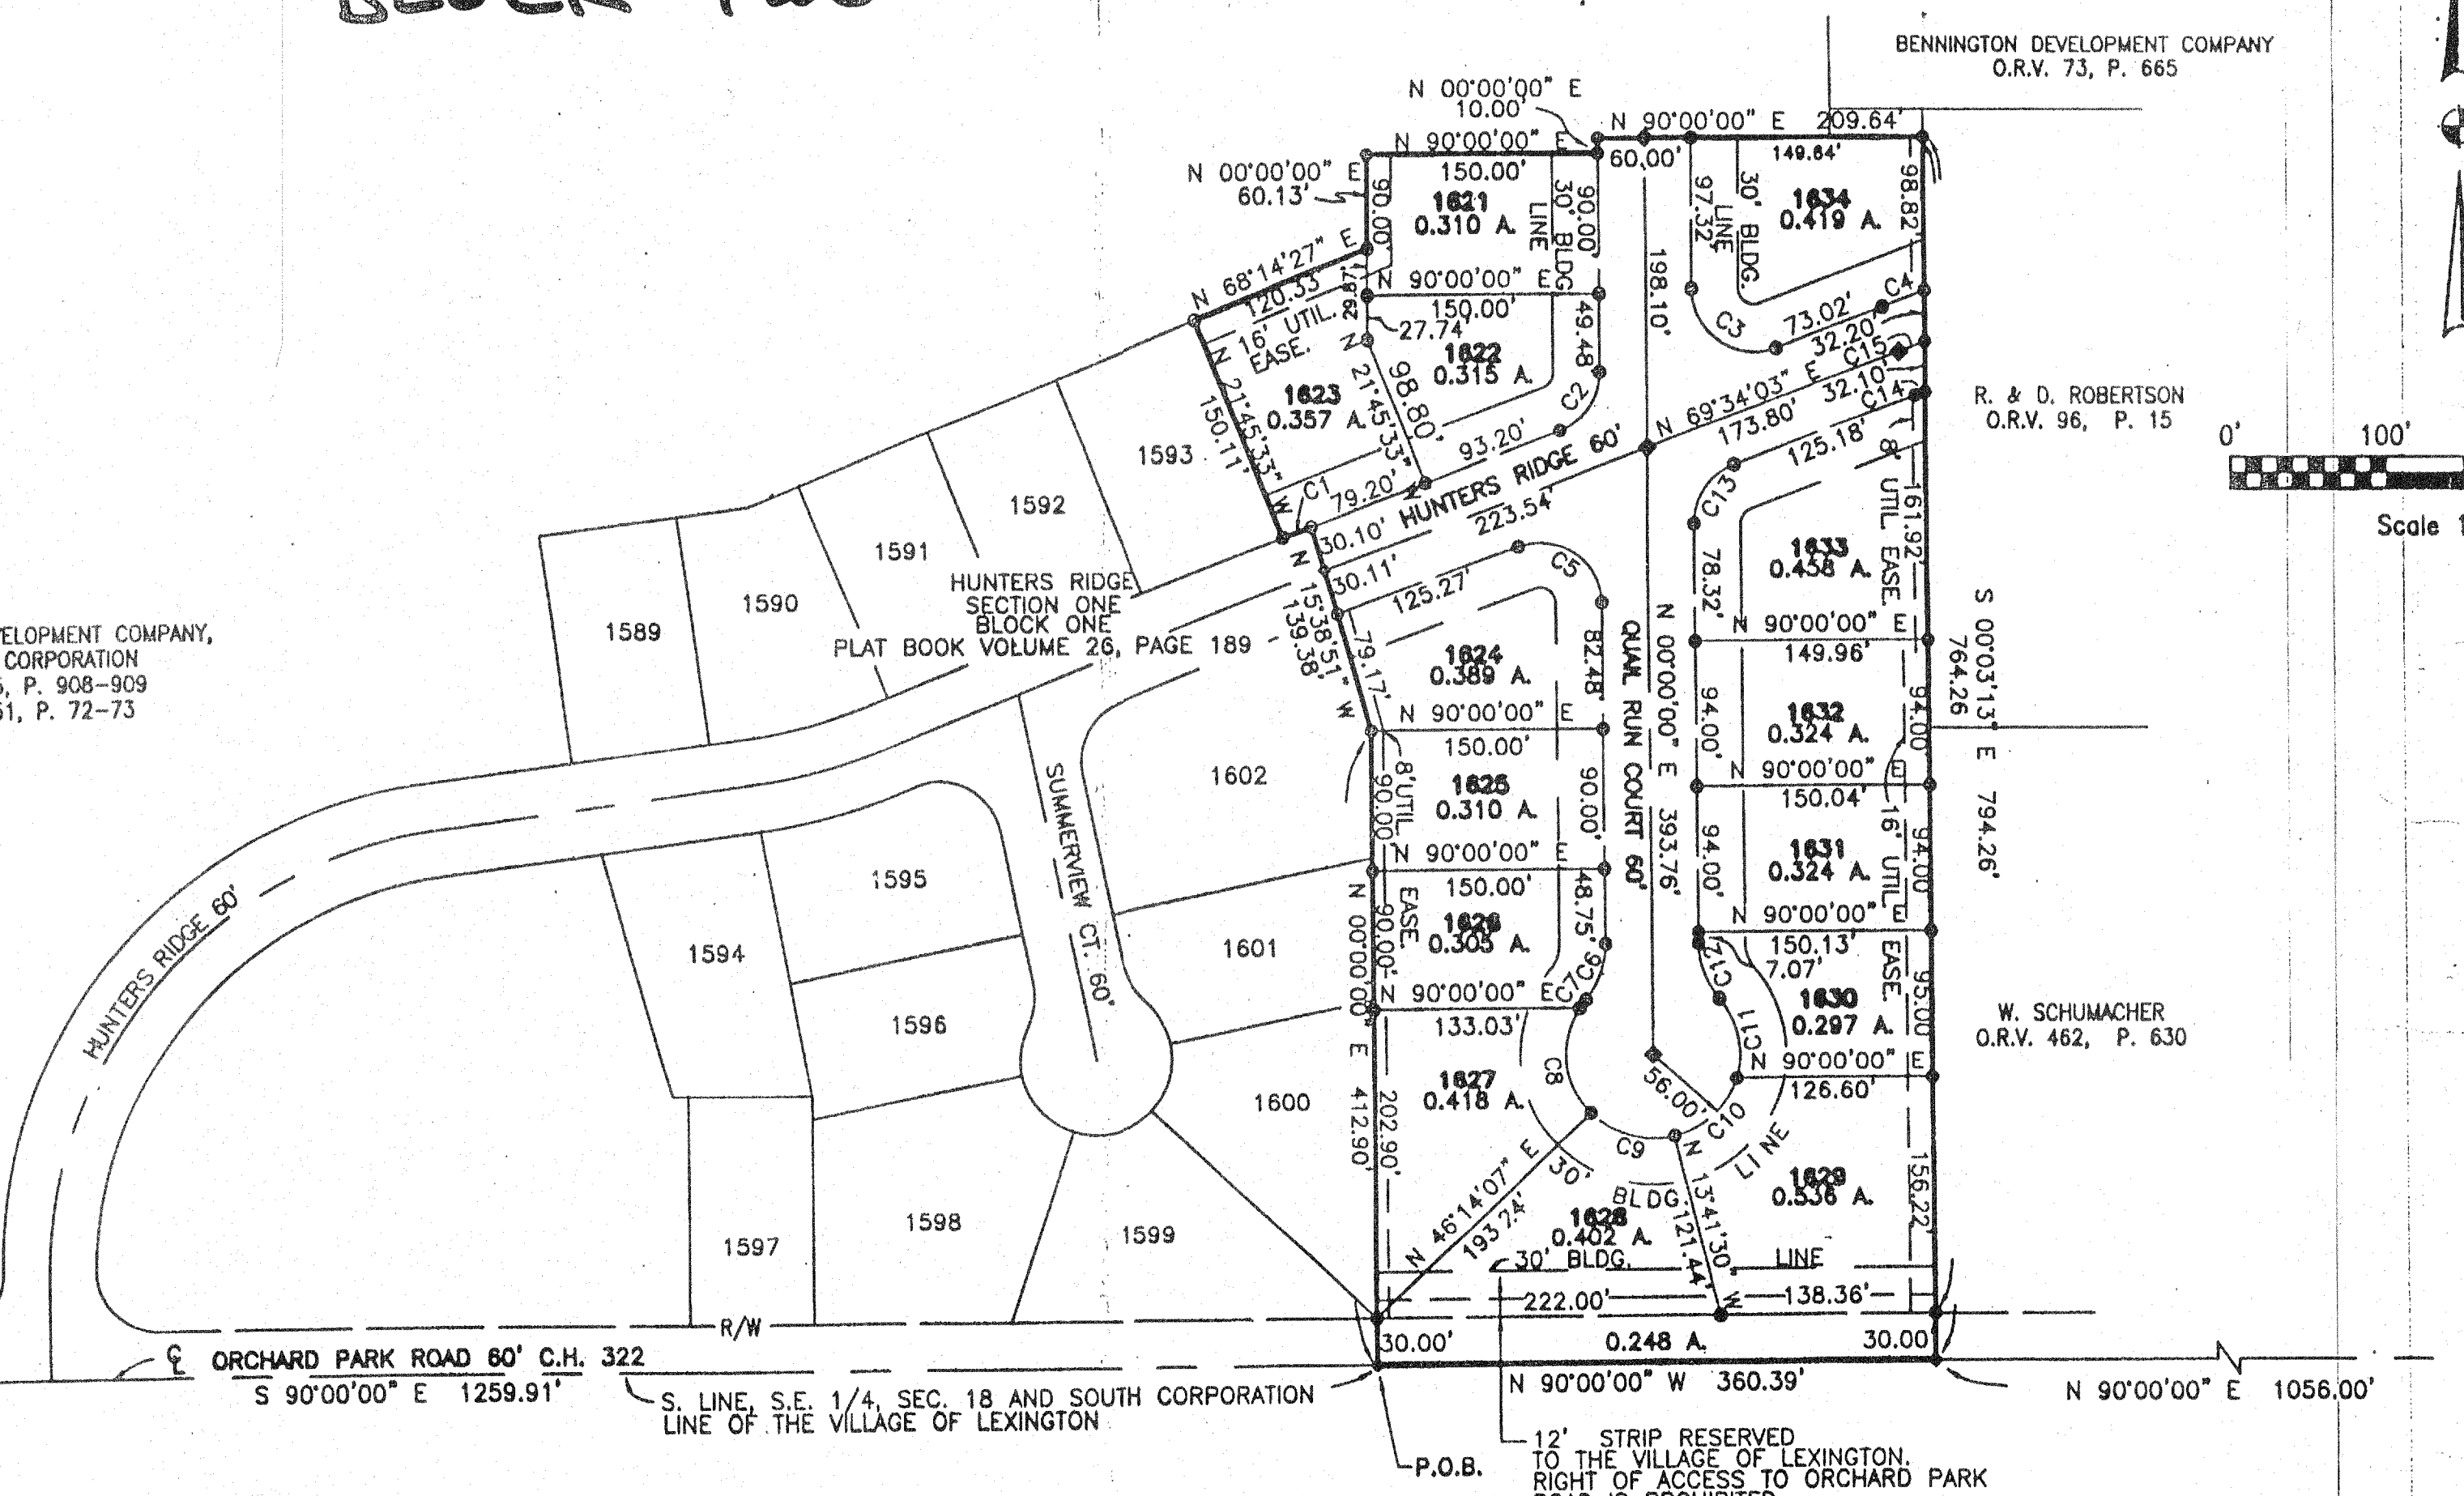 BLOCK TWO
BENNINGTON DEVELOPMENT COMPANY
O.R.V. 73, P. 665
N 00°00'00" E
10.00'
N 90°00'00" E 209.64'
N 90°00'00" E
60.00'
149.64'
N 00°00'00" E
60.13'
150.00'
90.00'
1621
0.310 A.
30' BLDG
LINE
90.00'
97.32'
30' BLDG.
LINE
1634
0.419 A.
98.82'
N 68°14'27" E
120.33'
16' UTIL.
EASE.
29.87'
N 90°00'00" E
150.00'
27.74'
49.48
198.10'
1622
0.315 A.
C2
C3
73.02'
C4
32.20'
C15
N 69°34'03" E
173.80'
32.10'
C14
125.18'
N 21°45'33" W
150.11'
1623
0.357 A.
N 21°45'33" W
98.80'
93.20'
C1
79.20'
HUNTERS RIDGE 60'
223.54'
30.10'
30.11'
R. & D. ROBERTSON
O.R.V. 96, P. 15
0'
100'
Scale 1
1593
1592
1591
1590
1589
HUNTERS RIDGE
SECTION ONE
BLOCK ONE
PLAT BOOK VOLUME 26, PAGE 189
ELOPMENT COMPANY,
CORPORATION
, P. 908-909
51, P. 72-73
N 15°38'51" W
139.38'
79.17'
125.27'
C5
82.48'
C13
78.32'
8' UTIL EASE.
161.92'
1633
0.458 A.
1624
0.389 A.
QUAIL RUN COURT 60'
N 00°00'00" E 393.76'
N 90°00'00" E
149.96'
S 00°03'13" E 794.26'
764.26
N 90°00'00" E
150.00'
94.00'
1632
0.324 A.
94.00'
1602
8' UTIL
EASE.
90.00'
1625
0.310 A.
90.00'
N 90°00'00" E
150.04'
16' UTIL
EASE.
SUMMERVIEW CT. 60'
N 90°00'00" E
150.00'
94.00'
1631
0.324 A.
94.00
1595
1594
1601
N 00°00'00" E 412.90'
90.00'
1626
0.305 A.
48.75'
C6
C7
N 90°00'00" E
150.13'
7.07'
C12
HUNTERS RIDGE 60'
1596
N 90°00'00" E
133.03'
C11
1630
0.297 A.
95.00
W. SCHUMACHER
O.R.V. 462, P. 630
1600
202.90'
1627
0.418 A.
C8
56.00'
N 90°00'00" E
126.60'
C10
C9
1597
1598
1599
N 46°14'07" E
193.24'
30'
BLDG.
LINE
N 13°41'30" W
121.44'
1629
0.536 A.
156.22'
1628
0.402 A.
30' BLDG. LINE
222.00'
138.36'
R/W
30.00'
0.248 A.
30.00
℄ ORCHARD PARK ROAD 60' C.H. 322
S 90°00'00" E 1259.91'
N 90°00'00" W 360.39'
N 90°00'00" E 1056.00'
S. LINE, S.E. 1/4, SEC. 18 AND SOUTH CORPORATION
LINE OF THE VILLAGE OF LEXINGTON
P.O.B.
12' STRIP RESERVED
TO THE VILLAGE OF LEXINGTON.
RIGHT OF ACCESS TO ORCHARD PARK
ROAD IS PROHIBITED